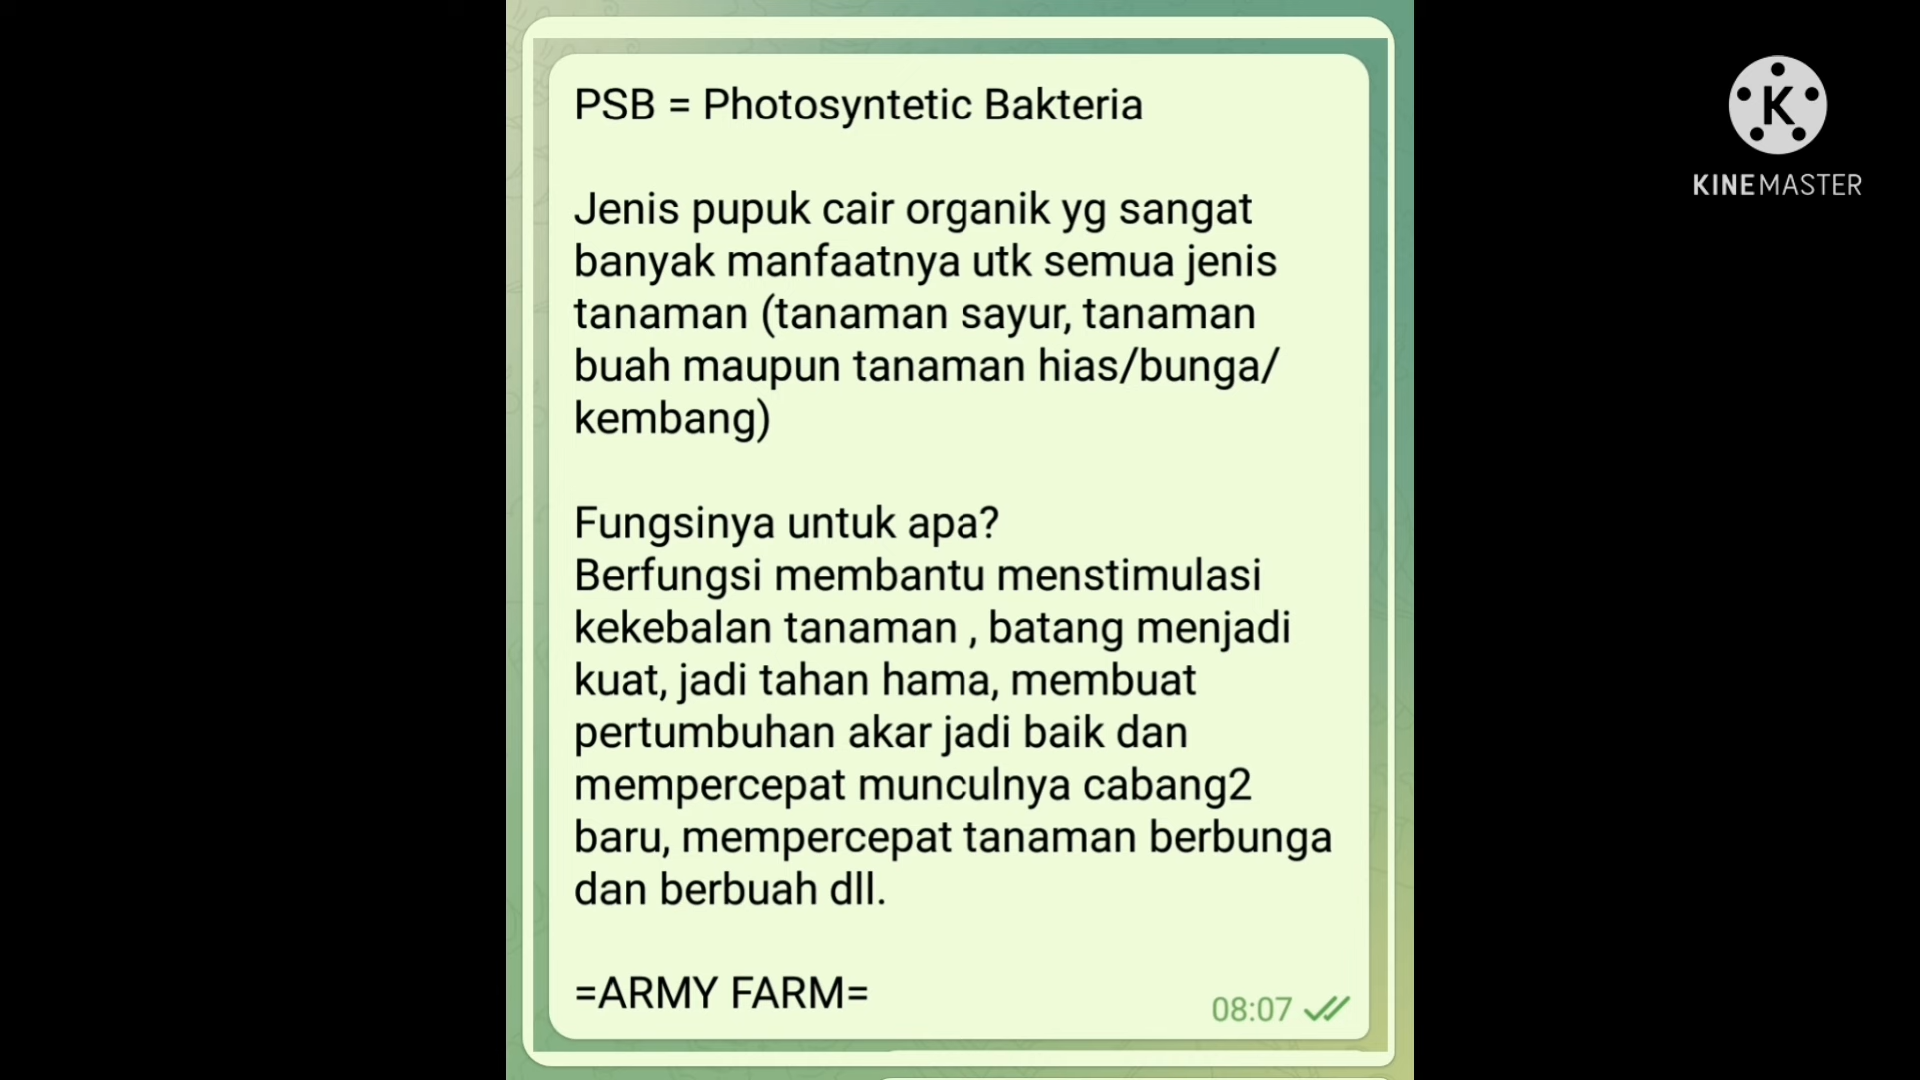 PSB = Photosyntetic Bakteria
Jenis pupuk cair organik yg sangat
banyak manfaatnya utk semua jenis
tanaman (tanaman sayur, tanaman
buah maupun tanaman hias/bunga/
kembang)
Fungsinya untuk apa?
Berfungsi membantu menstimulasi
kekebalan tanaman , batang menjadi
kuat, jadi tahan hama, membuat
pertumbuhan akar jadi baik dan
mempercepat munculnya cabang2
baru, mempercepat tanaman berbunga
dan berbuah dll.
=ARMY FARM=
08:07
K
KINEMASTER